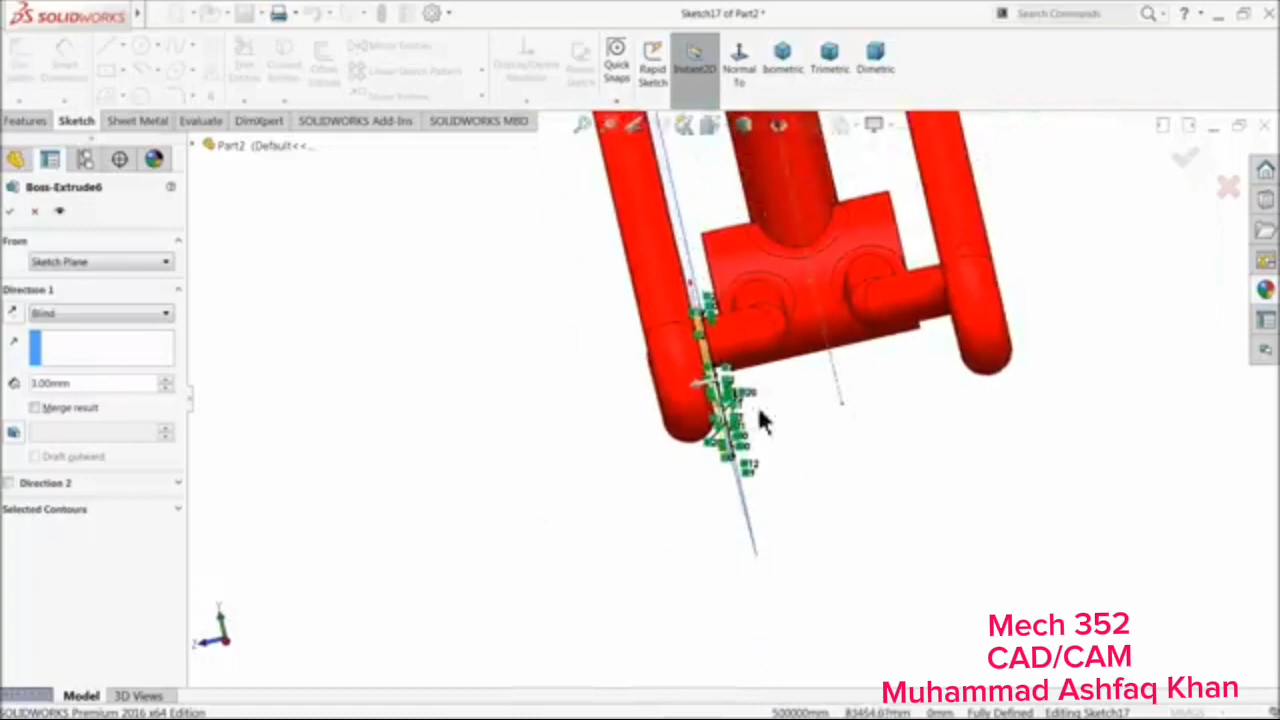 SOLIDWORKS
Sketch17 of Part2 *
Search Commands
Quick Snaps
Rapid Sketch
Instant2D
Normal To
Isometric
Trimetric
Dimetric
Features
Sketch
Sheet Metal
Evaluate
DimXpert
SOLIDWORKS Add-Ins
SOLIDWORKS MBD
Part2 (Default<<...
Boss-Extrude6
From
Sketch Plane
Direction 1
Blind
3.00mm
Merge result
Draft outward
Direction 2
Selected Contours
Y
Z
Model
3D Views
Mech 352
CAD/CAM
Muhammad Ashfaq Khan
SOLIDWORKS Premium 2016 x64 Edition
0mm
Fully Defined
Editing Sketch17
MMGS